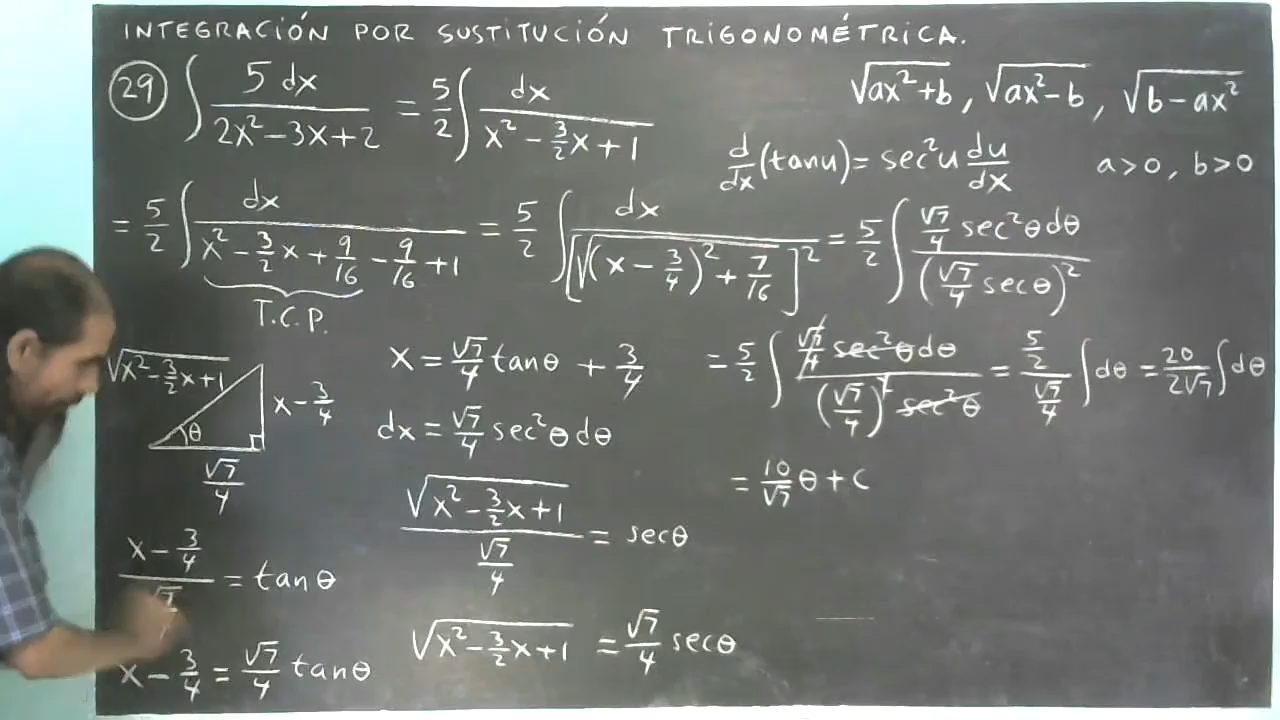 INTEGRACIÓN POR SUSTITUCIÓN TRIGONOMÉTRICA.
29 ∫ 5 dx / (2x² − 3x + 2) = 5/2 ∫ dx / (x² − 3/2 x + 1)
√(ax² + b), √(ax² − b), √(b − ax²)
d/dx (tan u) = sec² u du/dx
a > 0, b > 0
= 5/2 ∫ dx / (x² − 3/2 x + 9/16 − 9/16 + 1) = 5/2 ∫ dx / [√((x − 3/4)² + 7/16)]² = 5/2 ∫ √7/4 sec²θ dθ / (√7/4 secθ)²
T.C.P.
√(x² − 3/2 x + 1)
x − 3/4
θ
√7/4
x = √7/4 tanθ + 3/4
dx = √7/4 sec²θ dθ
= 5/2 ∫ √7/4 sec²θ dθ / ((√7/4)² sec²θ) = (5/2)/(√7/4) ∫ dθ = 20/(2√7) ∫ dθ
= 10/√7 θ + C
√(x² − 3/2 x + 1) / (√7/4) = secθ
(x − 3/4) / √7 = tanθ
x − 3/4 = √7/4 tanθ
√(x² − 3/2 x + 1) = √7/4 secθ